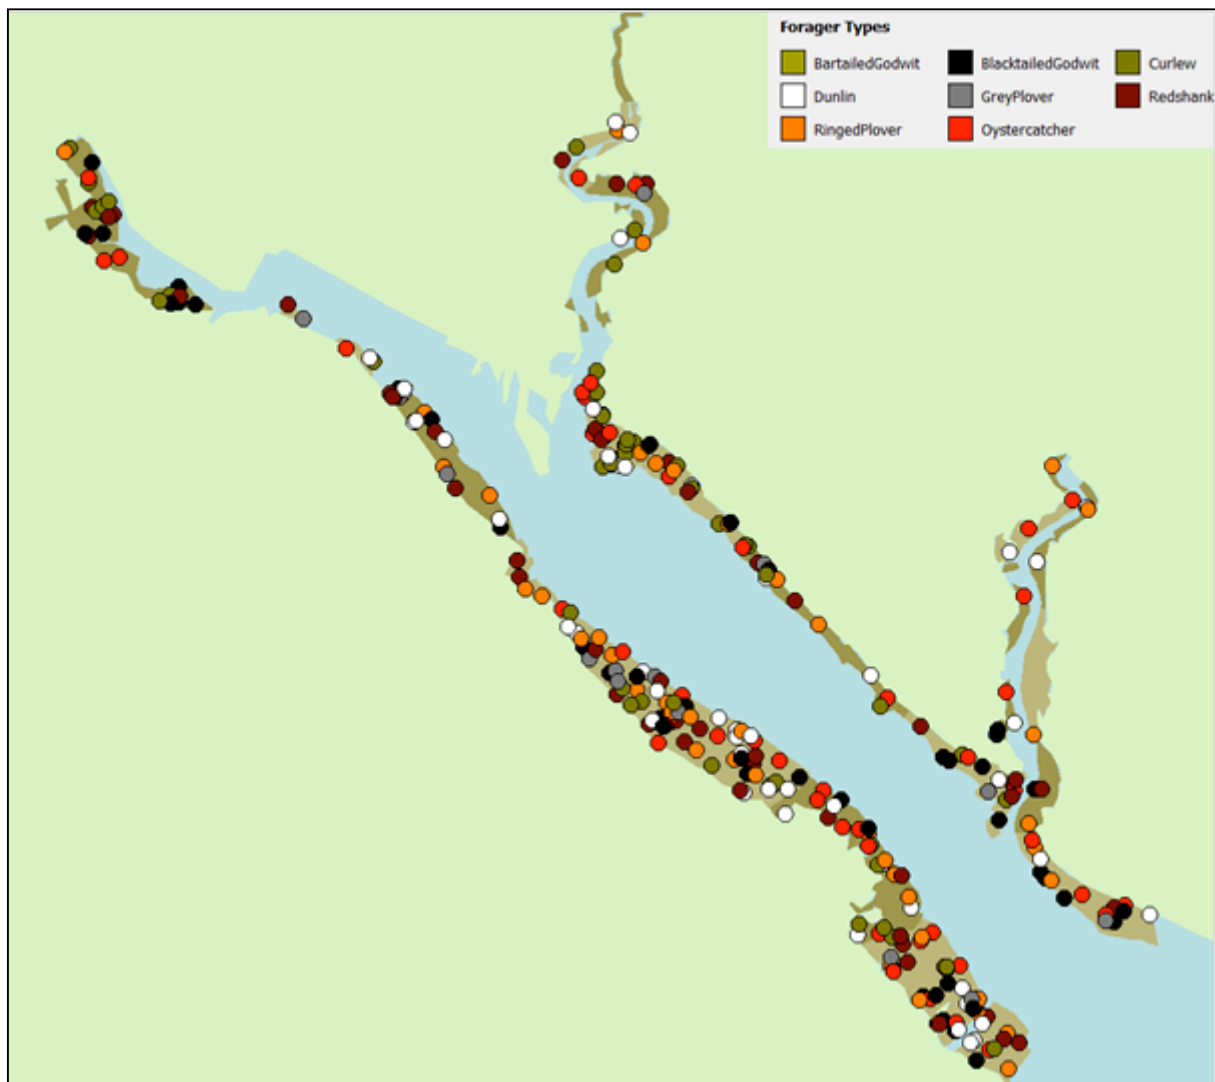 Forager Types
BartailedGodwit BlacktailedGodwit Curlew
Dunlin GreyPlover Redshank
RingedPlover Oystercatcher